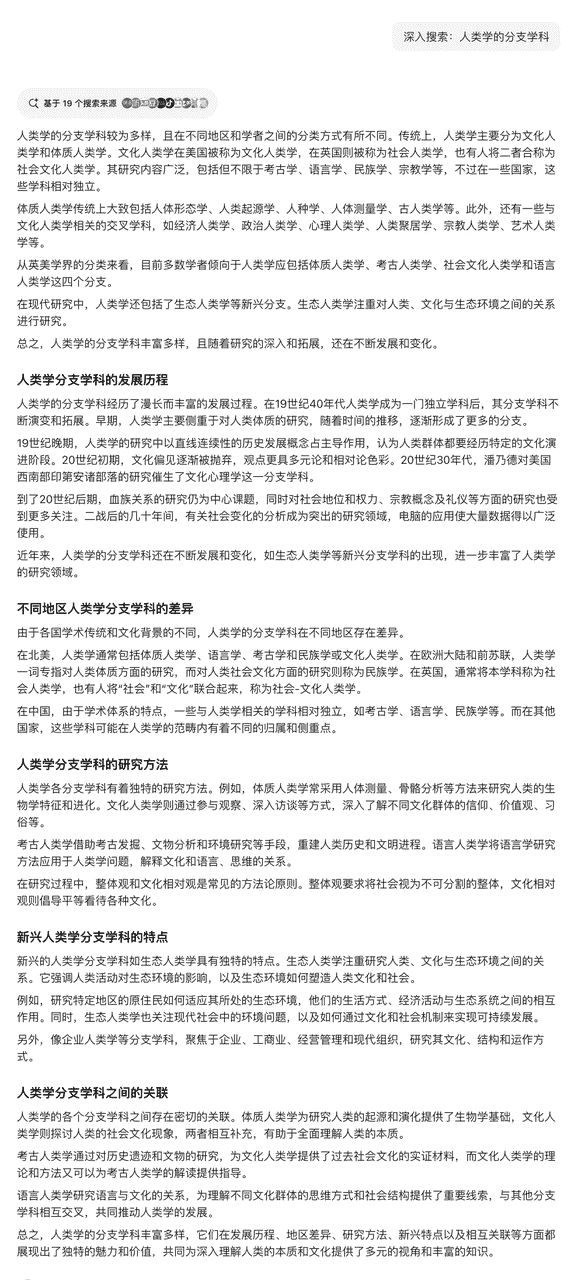 深入搜索：人类学的分支学科
基于 19 个搜索来源
人类学的分支学科较为多样，且在不同地区和学者之间的分类方式有所不同。传统上，人类学主要分为文化人
类学和体质人类学。文化人类学在美国被称为文化人类学，在英国则被称为社会人类学，也有人将二者合称为
社会文化人类学。其研究内容广泛，包括但不限于考古学、语言学、民族学、宗教学等，不过在一些国家，这
些学科相对独立。
体质人类学传统上大致包括人体形态学、人类起源学、人种学、人体测量学、古人类学等。此外，还有一些与
文化人类学相关的交叉学科，如经济人类学、政治人类学、心理人类学、人类聚居学、宗教人类学、艺术人类
学等。
从英美学界的分类来看，目前多数学者倾向于人类学应包括体质人类学、考古人类学、社会文化人类学和语言
人类学这四个分支。
在现代研究中，人类学还包括了生态人类学等新兴分支。生态人类学注重对人类、文化与生态环境之间的关系
进行研究。
总之，人类学的分支学科丰富多样，且随着研究的深入和拓展，还在不断发展和变化。
人类学分支学科的发展历程
人类学的分支学科经历了漫长而丰富的发展过程。在19世纪40年代人类学成为一门独立学科后，其分支学科不
断演变和拓展。早期，人类学主要侧重于对人类体质的研究，随着时间的推移，逐渐形成了更多的分支。
19世纪晚期，人类学的研究中以直线连续性的历史发展概念占主导作用，认为人类群体都要经历特定的文化演
进阶段。20世纪初期，文化偏见逐渐被抛弃，观点更具多元论和相对论色彩。20世纪30年代，潘乃德对美国
西南部印第安诸部落的研究催生了文化心理学这一分支学科。
到了20世纪后期，血族关系的研究仍为中心课题，同时对社会地位和权力、宗教概念及礼仪等方面的研究也受
到更多关注。二战后的几十年间，有关社会变化的分析成为突出的研究领域，电脑的应用使大量数据得以广泛
使用。
近年来，人类学的分支学科还在不断发展和变化，如生态人类学等新兴分支学科的出现，进一步丰富了人类学
的研究领域。
不同地区人类学分支学科的差异
由于各国学术传统和文化背景的不同，人类学的分支学科在不同地区存在差异。
在北美，人类学通常包括体质人类学、语言学、考古学和民族学或文化人类学。在欧洲大陆和前苏联，人类学
一词专指对人类体质方面的研究，而对人类社会文化方面的研究则称为民族学。在英国，通常将本学科称为社
会人类学，也有人将“社会”和“文化”联合起来，称为社会-文化人类学。
在中国，由于学术体系的特点，一些与人类学相关的学科相对独立，如考古学、语言学、民族学等。而在其他
国家，这些学科可能在人类学的范畴内有着不同的归属和侧重点。
人类学分支学科的研究方法
人类学各分支学科有着独特的研究方法。例如，体质人类学常采用人体测量、骨骼分析等方法来研究人类的生
物学特征和进化。文化人类学则通过参与观察、深入访谈等方式，深入了解不同文化群体的信仰、价值观、习
俗等。
考古人类学借助考古发掘、文物分析和环境研究等手段，重建人类历史和文明进程。语言人类学将语言学研究
方法应用于人类学问题，解释文化和语言、思维的关系。
在研究过程中，整体观和文化相对观是常见的方法论原则。整体观要求将社会视为不可分割的整体，文化相对
观则倡导平等看待各种文化。
新兴人类学分支学科的特点
新兴的人类学分支学科如生态人类学具有独特的特点。生态人类学注重研究人类、文化与生态环境之间的关
系。它强调人类活动对生态环境的影响，以及生态环境如何塑造人类文化和社会。
例如，研究特定地区的原住民如何适应其所处的生态环境，他们的生活方式、经济活动与生态系统之间的相互
作用。同时，生态人类学也关注现代社会中的环境问题，以及如何通过文化和社会机制来实现可持续发展。
另外，像企业人类学等分支学科，聚焦于企业、工商业、经营管理和现代组织，研究其文化、结构和运作方
式。
人类学分支学科之间的关联
人类学的各个分支学科之间存在密切的关联。体质人类学为研究人类的起源和演化提供了生物学基础，文化人
类学则探讨人类的社会文化现象，两者相互补充，有助于全面理解人类的本质。
考古人类学通过对历史遗迹和文物的研究，为文化人类学提供了过去社会文化的实证材料，而文化人类学的理
论和方法又可以为考古人类学的解读提供指导。
语言人类学研究语言与文化的关系，为理解不同文化群体的思维方式和社会结构提供了重要线索，与其他分支
学科相互交叉，共同推动人类学的发展。
总之，人类学的分支学科丰富多样，它们在发展历程、地区差异、研究方法、新兴特点以及相互关联等方面都
展现出了独特的魅力和价值，共同为深入理解人类的本质和文化提供了多元的视角和丰富的知识。